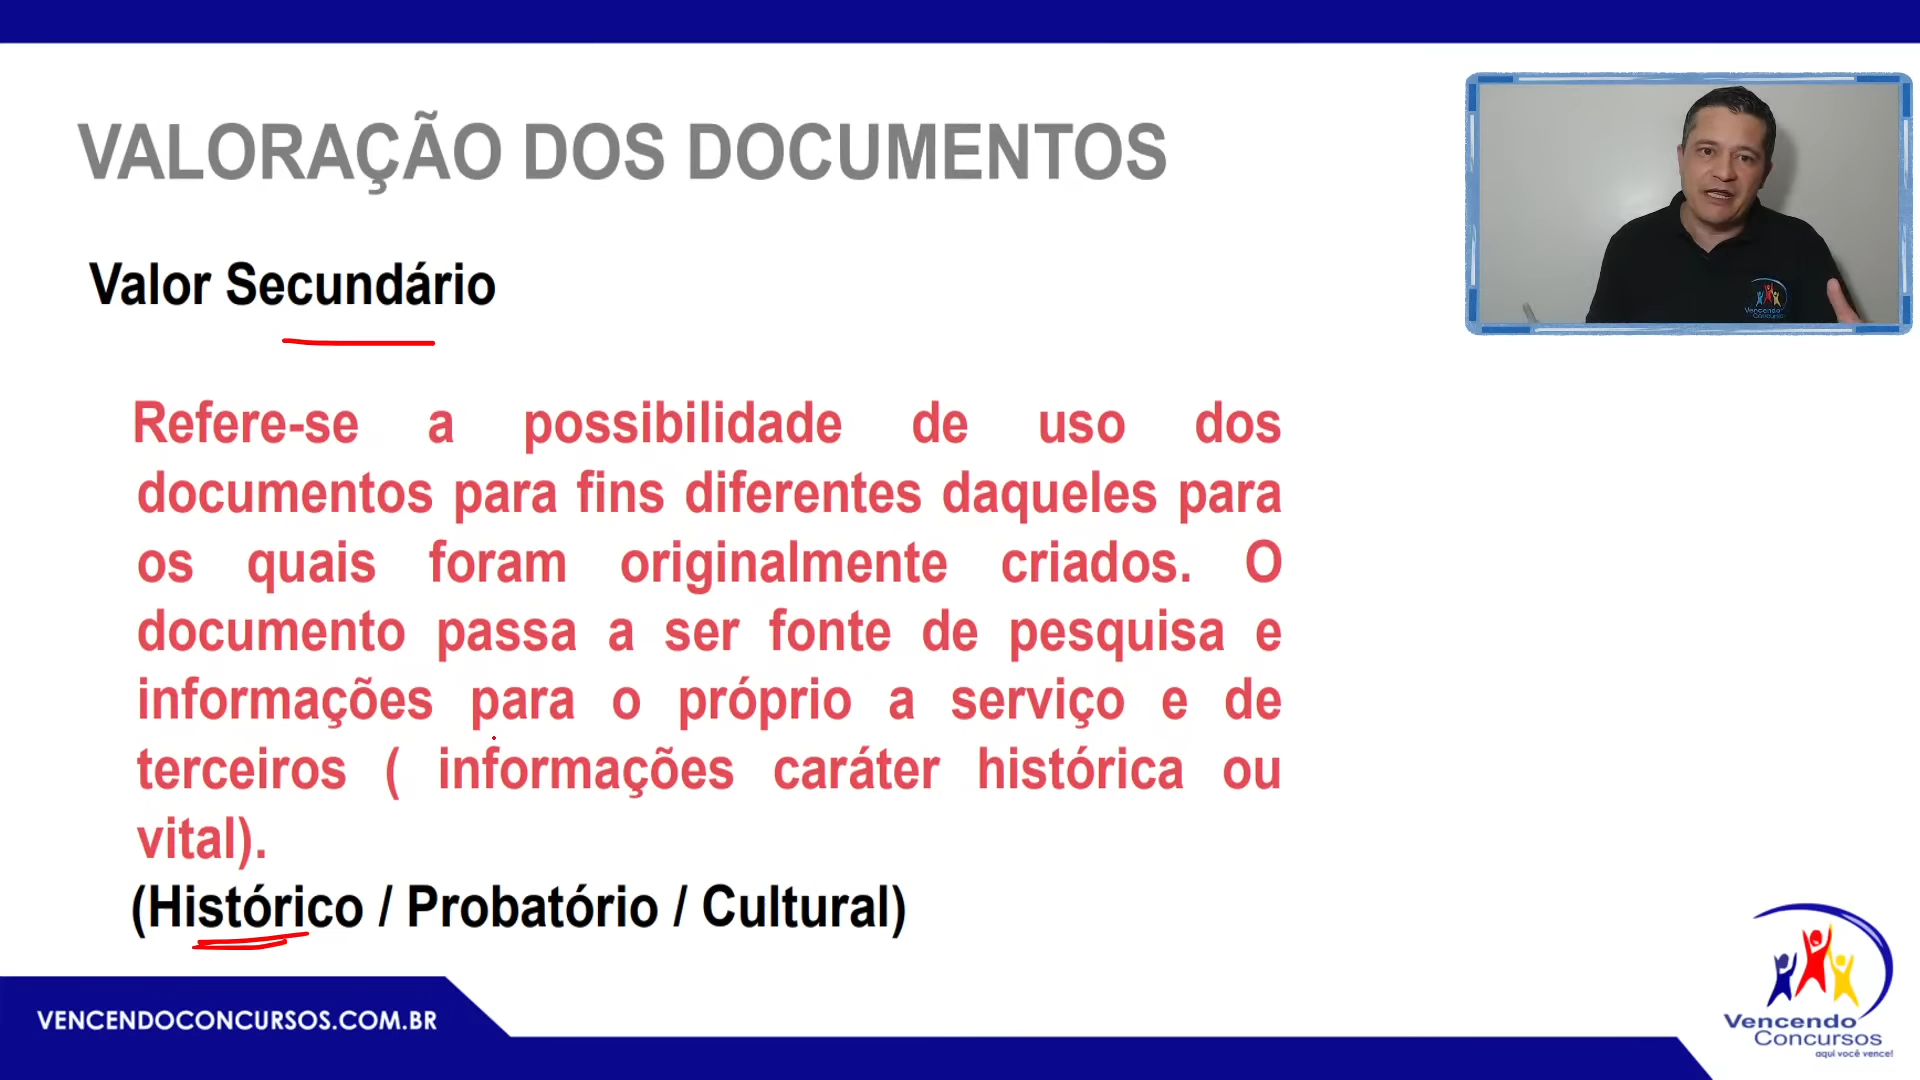 VALORAÇÃO DOS DOCUMENTOS
Valor Secundário
Refere-se a possibilidade de uso dos
documentos para fins diferentes daqueles para
os quais foram originalmente criados. O
documento passa a ser fonte de pesquisa e
informações para o próprio a serviço e de
terceiros ( informações caráter histórica ou
vital).
(Histórico / Probatório / Cultural)
VENCENDOCONCURSOS.COM.BR
Vencendo
Concursos
aqui você vence!
Vencendo
Concursos